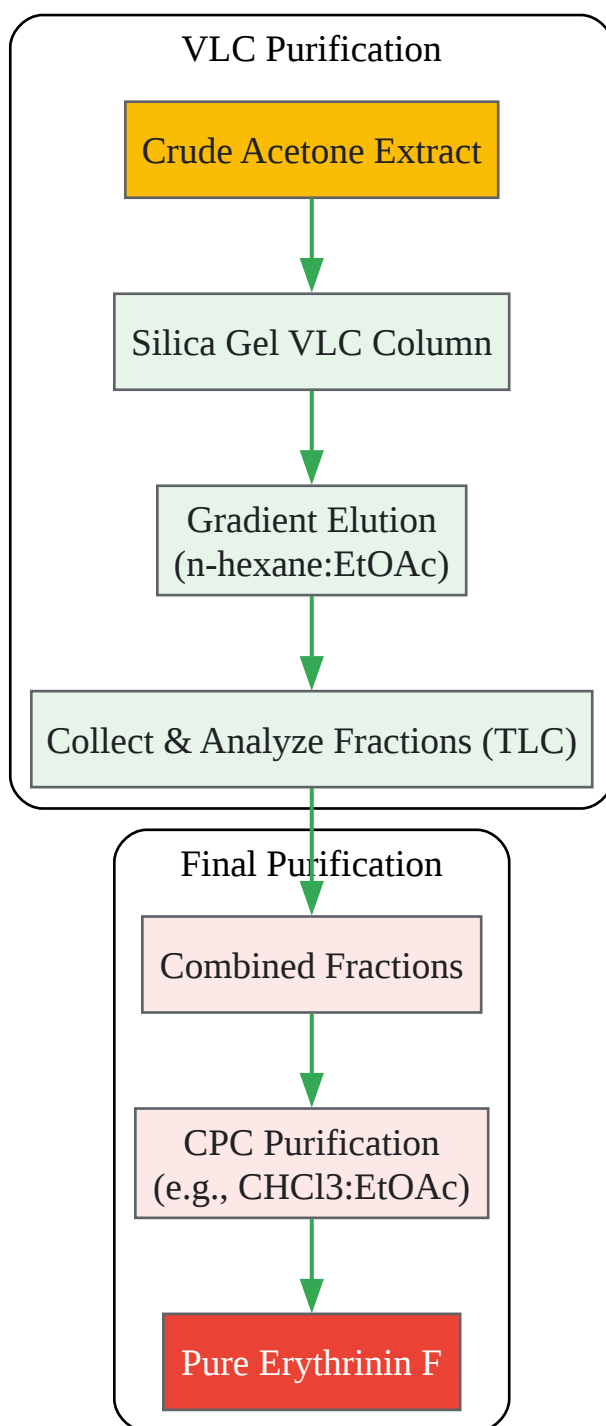 VLC Purification
Crude Acetone Extract
Silica Gel VLC Column
Gradient Elution
(n-hexane:EtOAc)
Collect & Analyze Fractions (TLC)
Final Purification
Combined Fractions
CPC Purification
(e.g., CHCl3:EtOAc)
Pure Erythrinin F